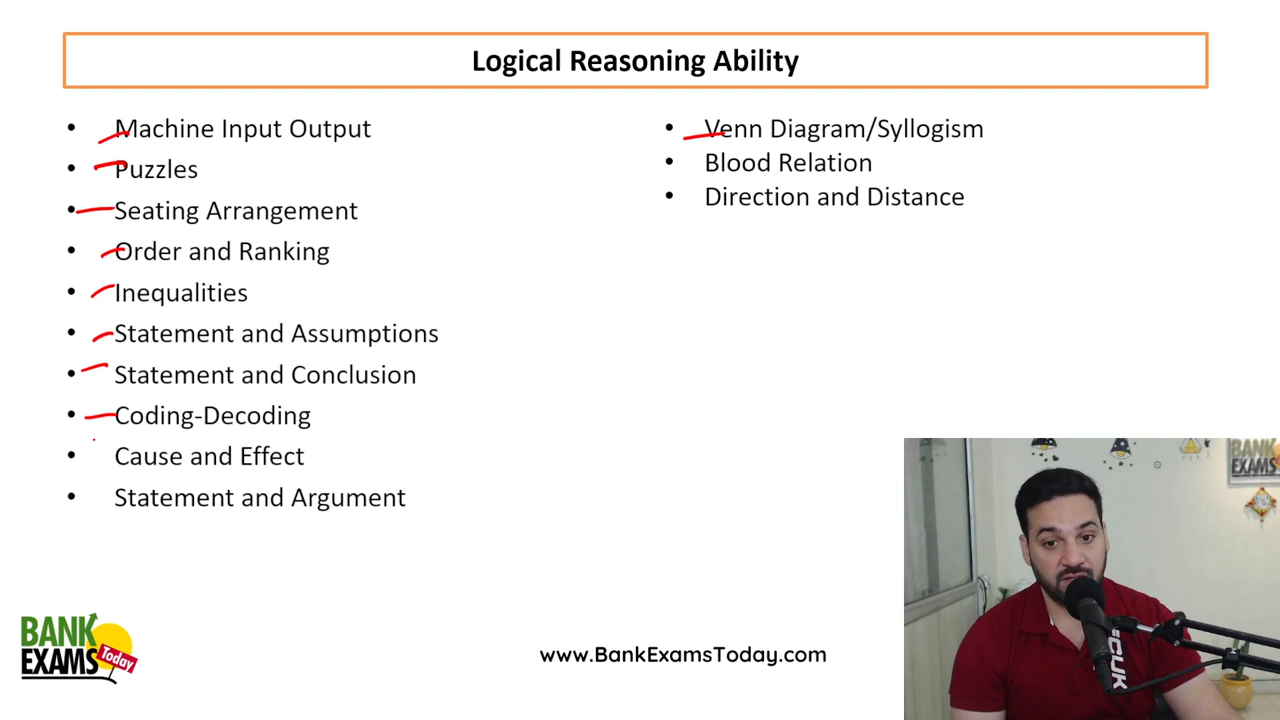 Logical Reasoning Ability
Machine Input Output
Puzzles
Seating Arrangement
Order and Ranking
Inequalities
Statement and Assumptions
Statement and Conclusion
Coding-Decoding
Cause and Effect
Statement and Argument
Venn Diagram/Syllogism
Blood Relation
Direction and Distance
BANK
EXAMS
Today
www.BankExamsToday.com
BANK
EXAMS